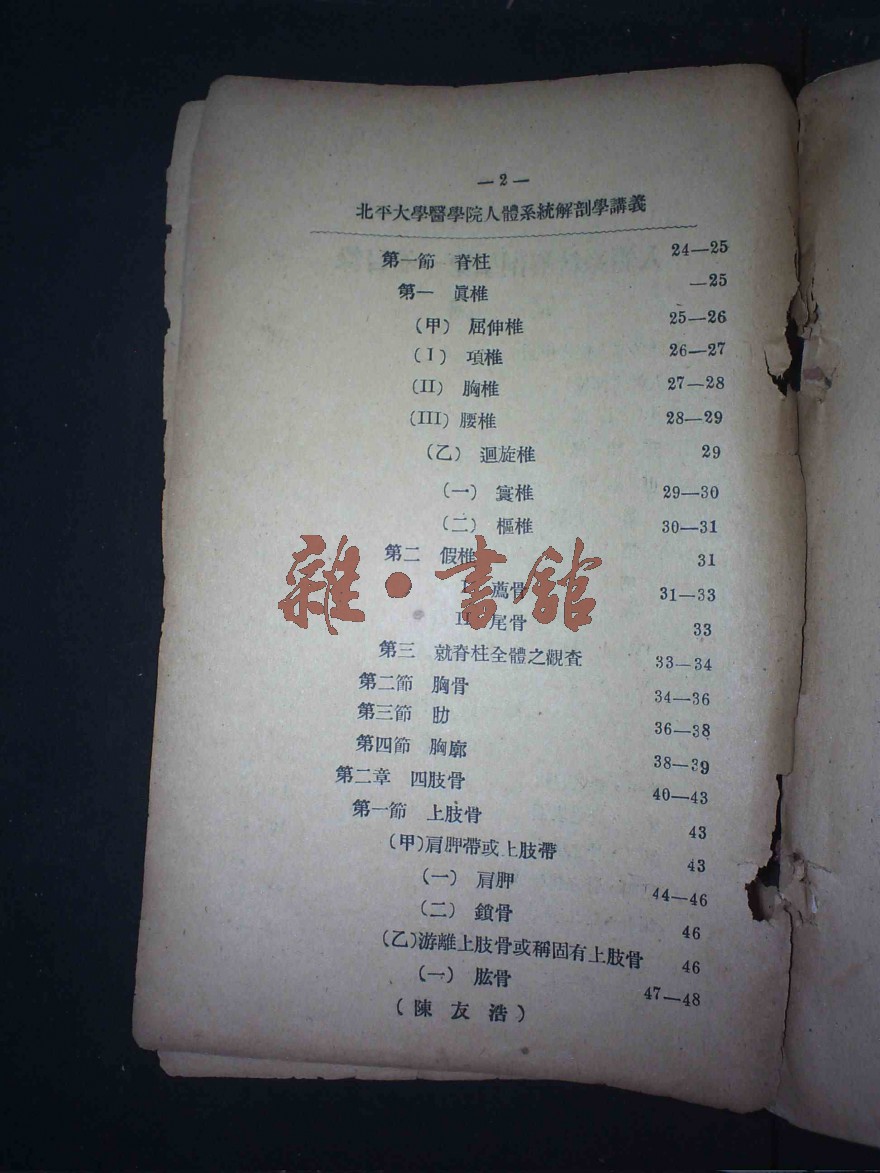 —2—
北平大學醫學院人體系統解剖學講義
第一節 脊柱 24—25
第一 眞椎 —25
(甲) 屈伸椎 25—26
(I) 項椎 26—27
(II) 胸椎 27—28
(III) 腰椎 28—29
(乙) 迴旋椎 29
(一) 寰椎 29—30
(二) 樞椎 30—31
第二 假椎 31
I 薦骨 31—33
II 尾骨 33
第三 就脊柱全體之觀査 33—34
第二節 胸骨 34—36
第三節 肋 36—38
第四節 胸廓 38—39
第二章 四肢骨 40—43
第一節 上肢骨 43
(甲)肩胛帶或上肢帶 43
(一) 肩胛 44—46
(二) 鎖骨 46
(乙)游離上肢骨或稱固有上肢骨 46
(一) 肱骨 47—48
(陳友浩)
雜·書館